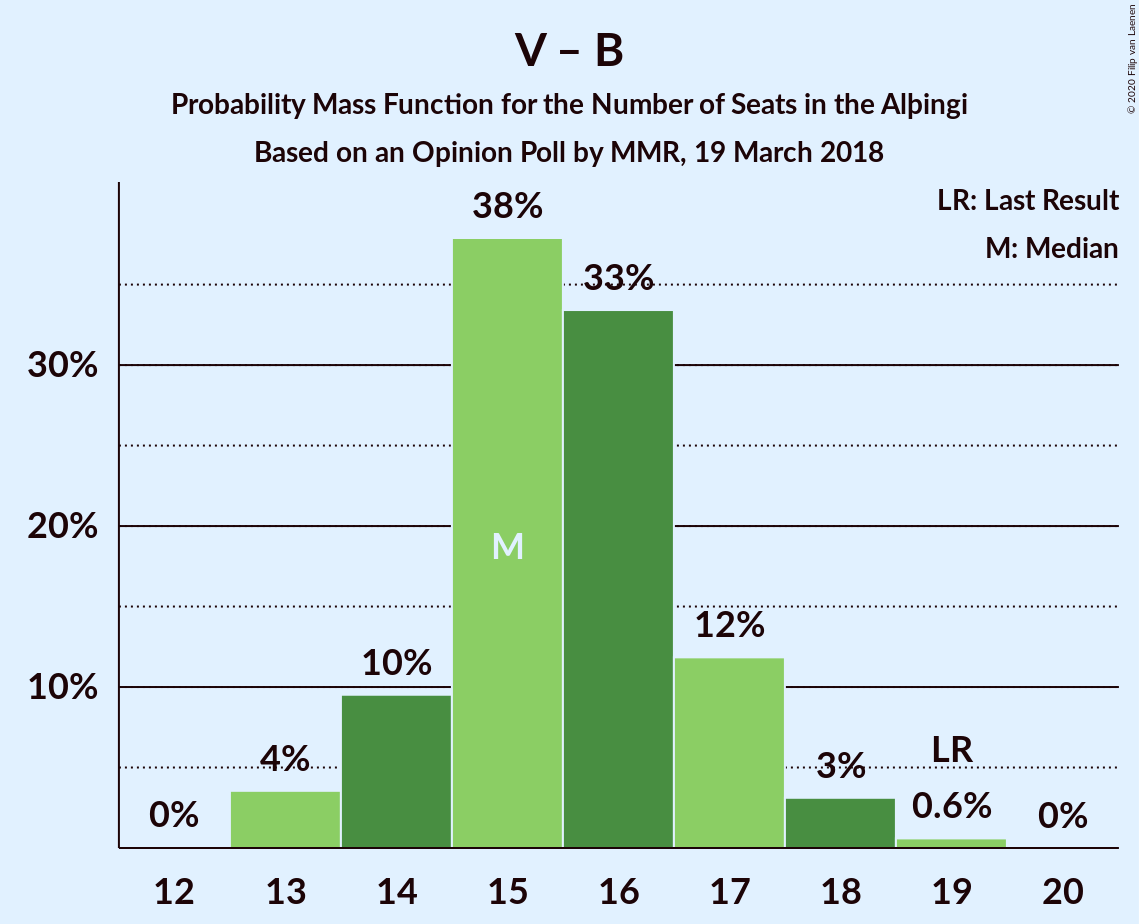 V – B
Probability Mass Function for the Number of Seats in the Alþingi
Based on an Opinion Poll by MMR, 19 March 2018
© 2020 Filip van Laenen
LR: Last Result
M: Median
38%
33%
30%
20%
M
12%
10%
10%
4%
3%
LR
0.6%
0%
0%
12 13 14 15 16 17 18 19 20